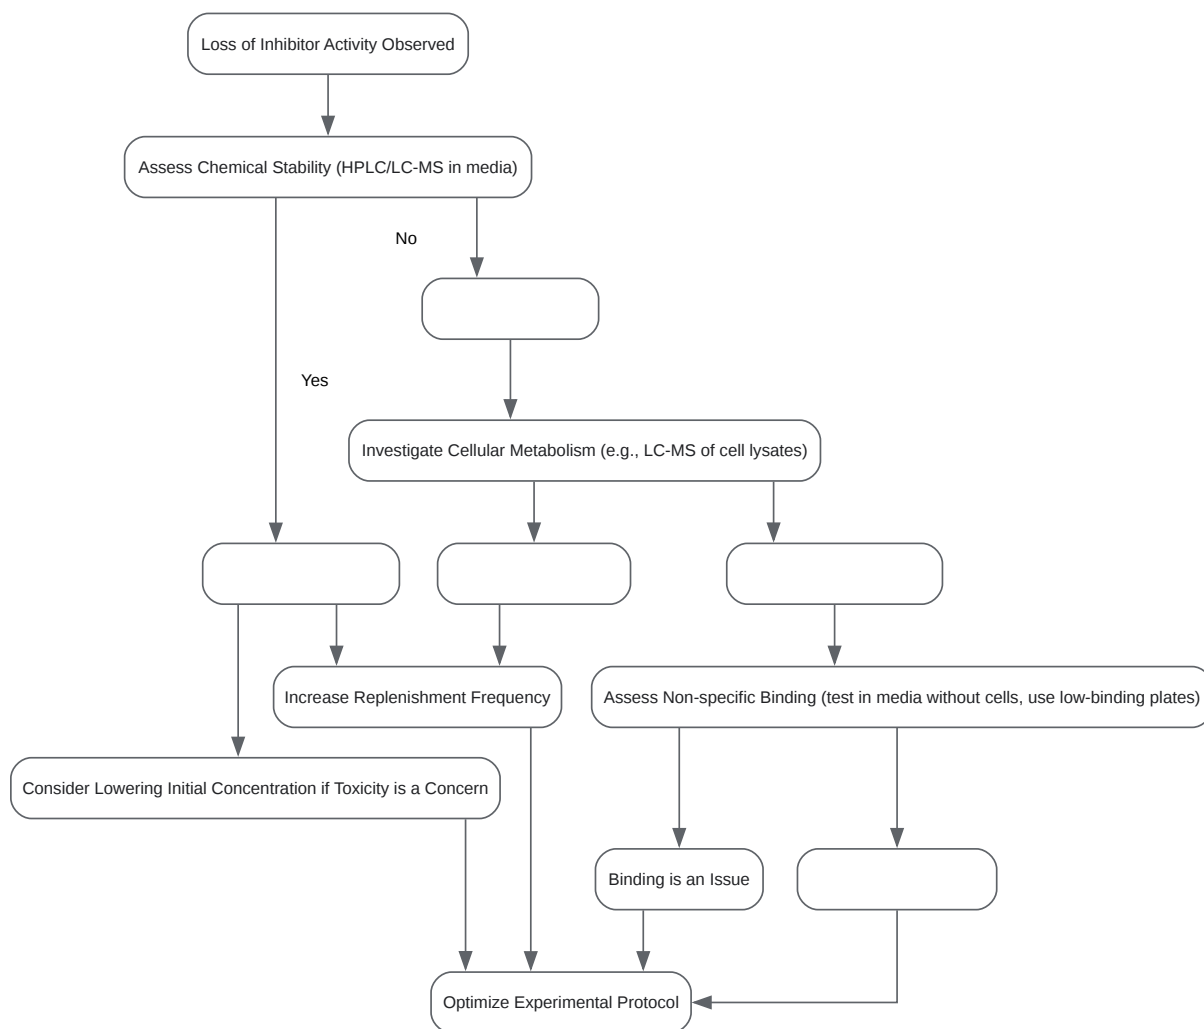 Loss of Inhibitor Activity Observed
Assess Chemical Stability (HPLC/LC-MS in media)
No
Yes
Investigate Cellular Metabolism (e.g., LC-MS of cell lysates)
Increase Replenishment Frequency
Assess Non-specific Binding (test in media without cells, use low-binding plates)
Consider Lowering Initial Concentration if Toxicity is a Concern
Binding is an Issue
Optimize Experimental Protocol